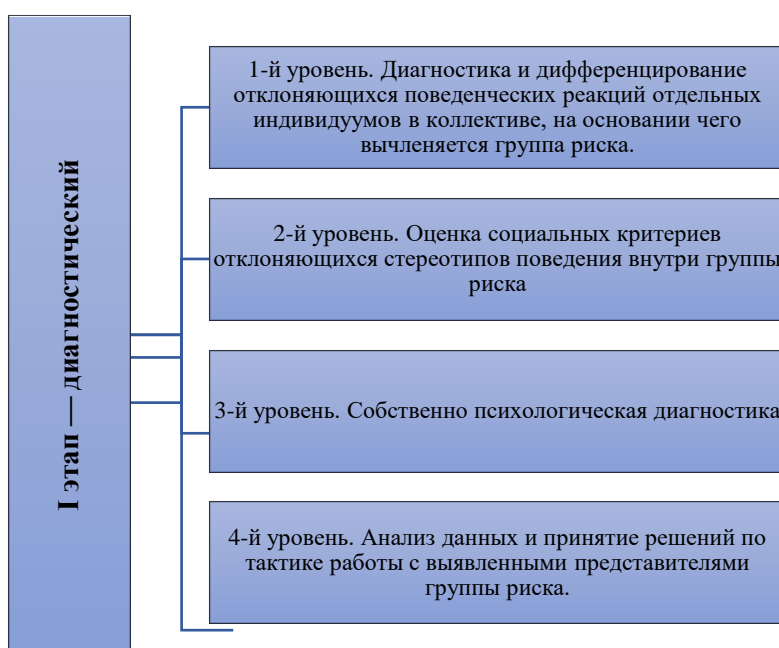 I этап — диагностический
1-й уровень. Диагностика и дифференцирование
отклоняющихся поведенческих реакций отдельных
индивидуумов в коллективе, на основании чего
вычленяется группа риска.
2-й уровень. Оценка социальных критериев
отклоняющихся стереотипов поведения внутри группы
риска
3-й уровень. Собственно психологическая диагностика
4-й уровень. Анализ данных и принятие решений по
тактике работы с выявленными представителями
группы риска.